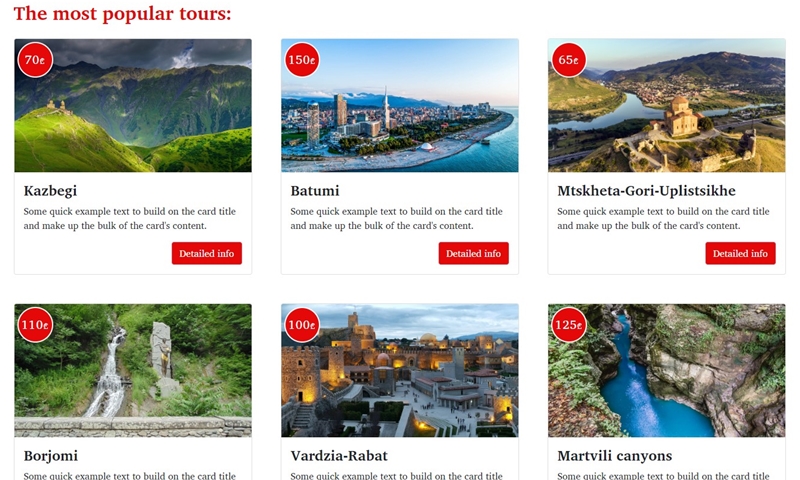 The most popular tours:
70₾
150₾
65₾
Kazbegi
Some quick example text to build on the card title
and make up the bulk of the card's content.
Detailed info
Batumi
Some quick example text to build on the card title
and make up the bulk of the card's content.
Detailed info
Mtskheta-Gori-Uplistsikhe
Some quick example text to build on the card title
and make up the bulk of the card's content.
Detailed info
110₾
100₾
125₾
Borjomi
Some quick example text to build on the card title
Vardzia-Rabat
Some quick example text to build on the card title
Martvili canyons
Some quick example text to build on the card title